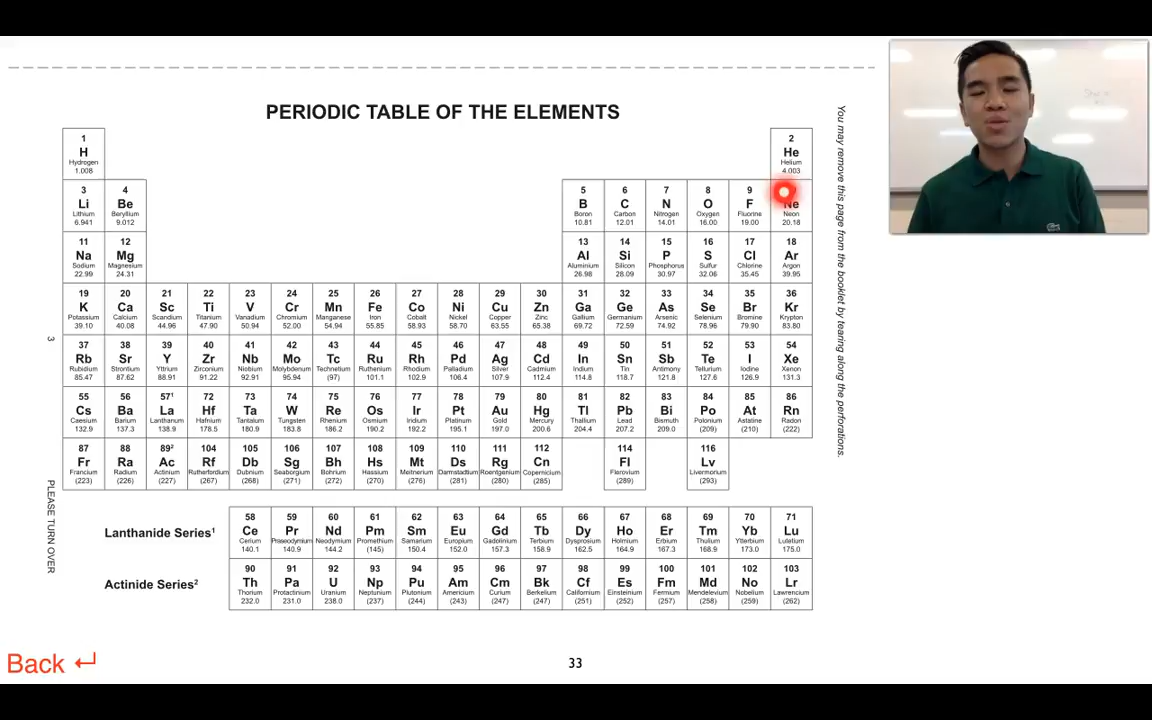 PERIODIC TABLE OF THE ELEMENTS
You may remove this page from the booklet by tearing along the perforations.
1 2
H He
Hydrogen Helium
1.008 4.003
3 4 5 6 7 8 9
Li Be B C N O F Ne
Lithium Beryllium Boron Carbon Nitrogen Oxygen Fluorine Neon
6.941 9.012 10.81 12.01 14.01 16.00 19.00 20.18
11 12 13 14 15 16 17 18
Na Mg Al Si P S Cl Ar
Sodium Magnesium Aluminium Silicon Phosphorus Sulfur Chlorine Argon
22.99 24.31 26.98 28.09 30.97 32.06 35.45 39.95
19 20 21 22 23 24 25 26 27 28 29 30 31 32 33 34 35 36
K Ca Sc Ti V Cr Mn Fe Co Ni Cu Zn Ga Ge As Se Br Kr
Potassium Calcium Scandium Titanium Vanadium Chromium Manganese Iron Cobalt Nickel Copper Zinc Gallium Germanium Arsenic Selenium Bromine Krypton
39.10 40.08 44.96 47.90 50.94 52.00 54.94 55.85 58.93 58.70 63.55 65.38 69.72 72.59 74.92 78.96 79.90 83.80
37 38 39 40 41 42 43 44 45 46 47 48 49 50 51 52 53 54
Rb Sr Y Zr Nb Mo Tc Ru Rh Pd Ag Cd In Sn Sb Te I Xe
Rubidium Strontium Yttrium Zirconium Niobium Molybdenum Technetium Ruthenium Rhodium Palladium Silver Cadmium Indium Tin Antimony Tellurium Iodine Xenon
85.47 87.62 88.91 91.22 92.91 95.94 (97) 101.1 102.9 106.4 107.9 112.4 114.8 118.7 121.8 127.6 126.9 131.3
55 56 57¹ 72 73 74 75 76 77 78 79 80 81 82 83 84 85 86
Cs Ba La Hf Ta W Re Os Ir Pt Au Hg Tl Pb Bi Po At Rn
Caesium Barium Lanthanum Hafnium Tantalum Tungsten Rhenium Osmium Iridium Platinum Gold Mercury Thallium Lead Bismuth Polonium Astatine Radon
132.9 137.3 138.9 178.5 180.9 183.8 186.2 190.2 192.2 195.1 197.0 200.6 204.4 207.2 209.0 (209) (210) (222)
87 88 89² 104 105 106 107 108 109 110 111 112 114 116
Fr Ra Ac Rf Db Sg Bh Hs Mt Ds Rg Cn Fl Lv
Francium Radium Actinium Rutherfordium Dubnium Seaborgium Bohrium Hassium Meitnerium Darmstadtium Roentgenium Copernicium Flerovium Livermorium
(223) (226) (227) (267) (268) (271) (272) (270) (276) (281) (280) (285) (289) (293)
58 59 60 61 62 63 64 65 66 67 68 69 70 71
Lanthanide Series¹ Ce Pr Nd Pm Sm Eu Gd Tb Dy Ho Er Tm Yb Lu
Cerium Praseodymium Neodymium Promethium Samarium Europium Gadolinium Terbium Dysprosium Holmium Erbium Thulium Ytterbium Lutetium
140.1 140.9 144.2 (145) 150.4 152.0 157.3 158.9 162.5 164.9 167.3 168.9 173.0 175.0
90 91 92 93 94 95 96 97 98 99 100 101 102 103
Actinide Series² Th Pa U Np Pu Am Cm Bk Cf Es Fm Md No Lr
Thorium Protactinium Uranium Neptunium Plutonium Americium Curium Berkelium Californium Einsteinium Fermium Mendelevium Nobelium Lawrencium
232.0 231.0 238.0 (237) (244) (243) (247) (247) (251) (252) (257) (258) (259) (262)
3
PLEASE TURN OVER
Back
33